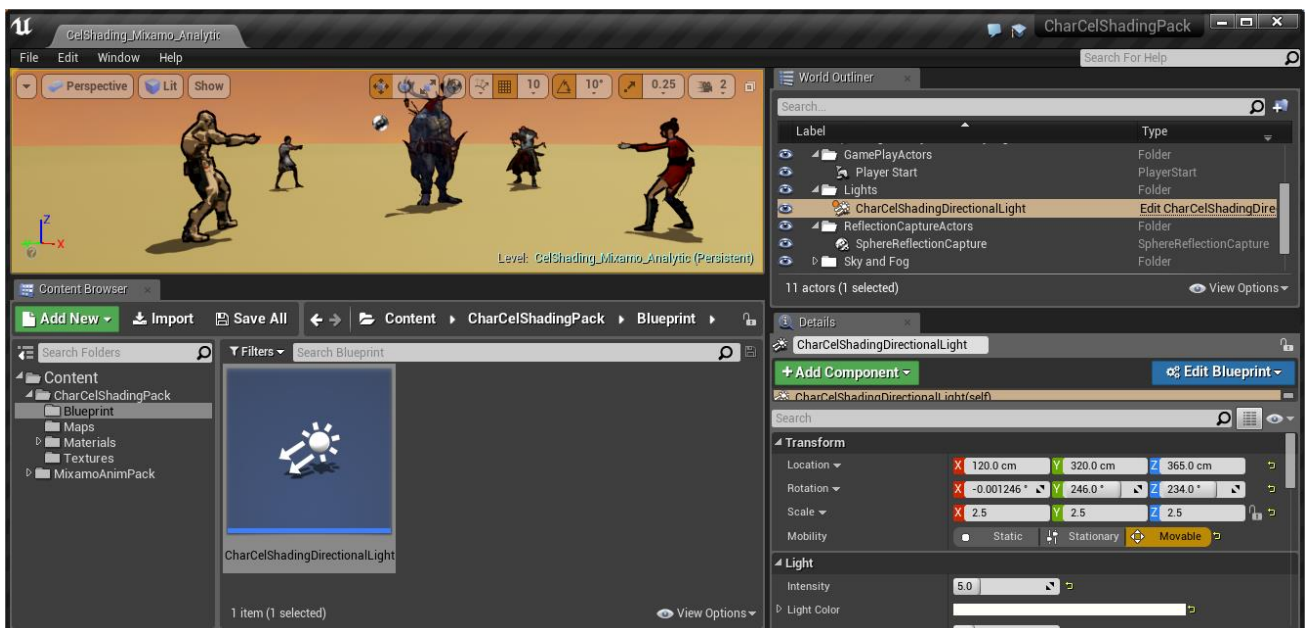 CelShading_Mixamo_Analytic
CharCelShadingPack
File Edit Window Help
Search For Help
Perspective Lit Show 10 10° 0.25 2
Z
X
Level: CelShading_Mixamo_Analytic (Persistent)
World Outliner
Search...
Label Type
GamePlayActors Folder
Player Start PlayerStart
Lights Folder
CharCelShadingDirectionalLight Edit CharCelShadingDire
ReflectionCaptureActors Folder
SphereReflectionCapture SphereReflectionCapture
Sky and Fog Folder
11 actors (1 selected) View Options
Content Browser
Add New Import Save All Content CharCelShadingPack Blueprint
Search Folders
Filters Search Blueprint
Content
CharCelShadingPack
Blueprint
Maps
Materials
Textures
MixamoAnimPack
CharCelShadingDirectionalLight
1 item (1 selected) View Options
Details
CharCelShadingDirectionalLight
+ Add Component Edit Blueprint
CharCelShadingDirectionalLight(self)
Search
Transform
Location X 120.0 cm Y 320.0 cm Z 365.0 cm
Rotation X -0.001246 ° Y 246.0 ° Z 234.0 °
Scale X 2.5 Y 2.5 Z 2.5
Mobility Static Stationary Movable
Light
Intensity 5.0
Light Color